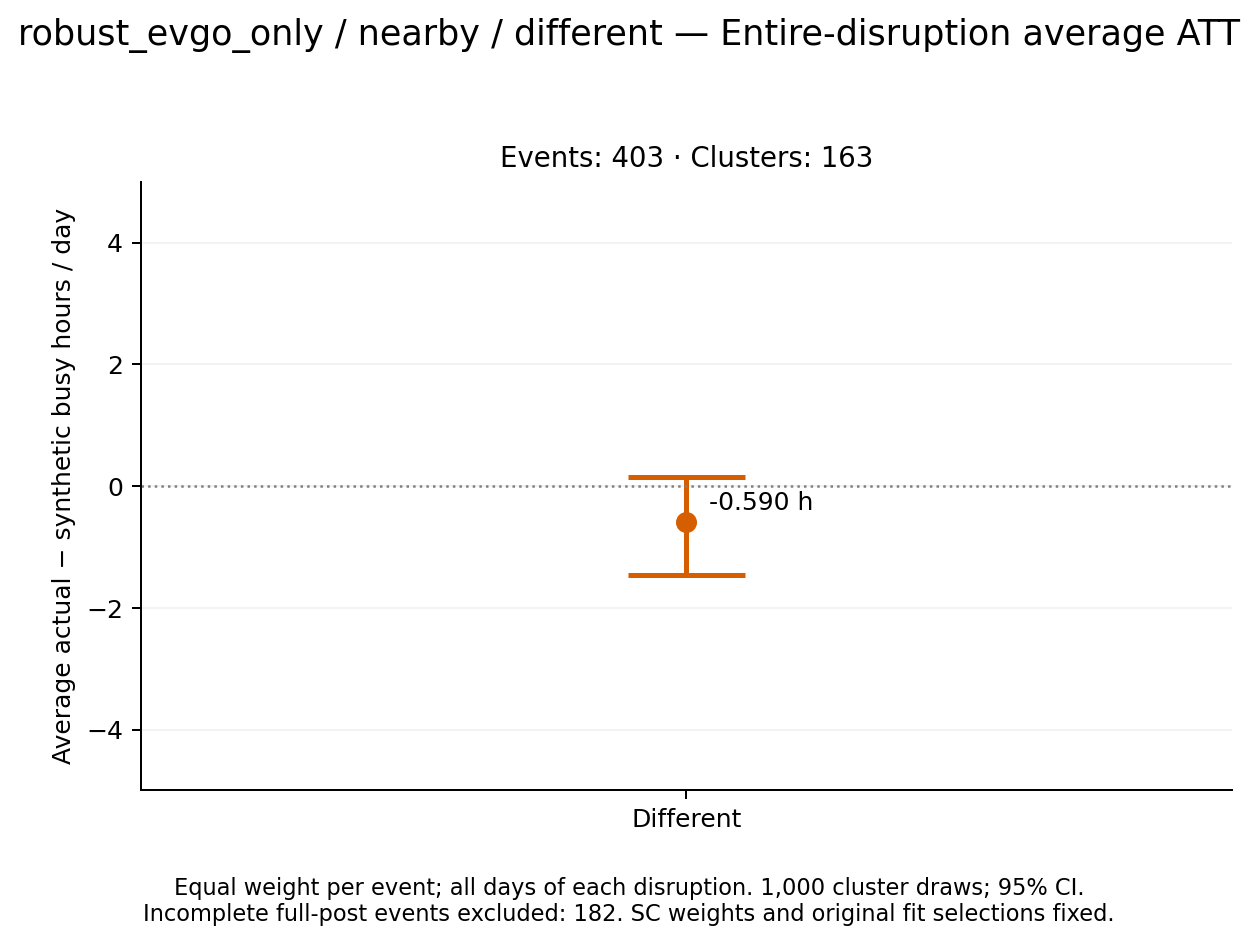 robust_evgo_only / nearby / different — Entire-disruption average ATT
Events: 403 · Clusters: 163
Average actual − synthetic busy hours / day
4
2
0
−2
−4
-0.590 h
Different
Equal weight per event; all days of each disruption. 1,000 cluster draws; 95% CI.
Incomplete full-post events excluded: 182. SC weights and original fit selections fixed.